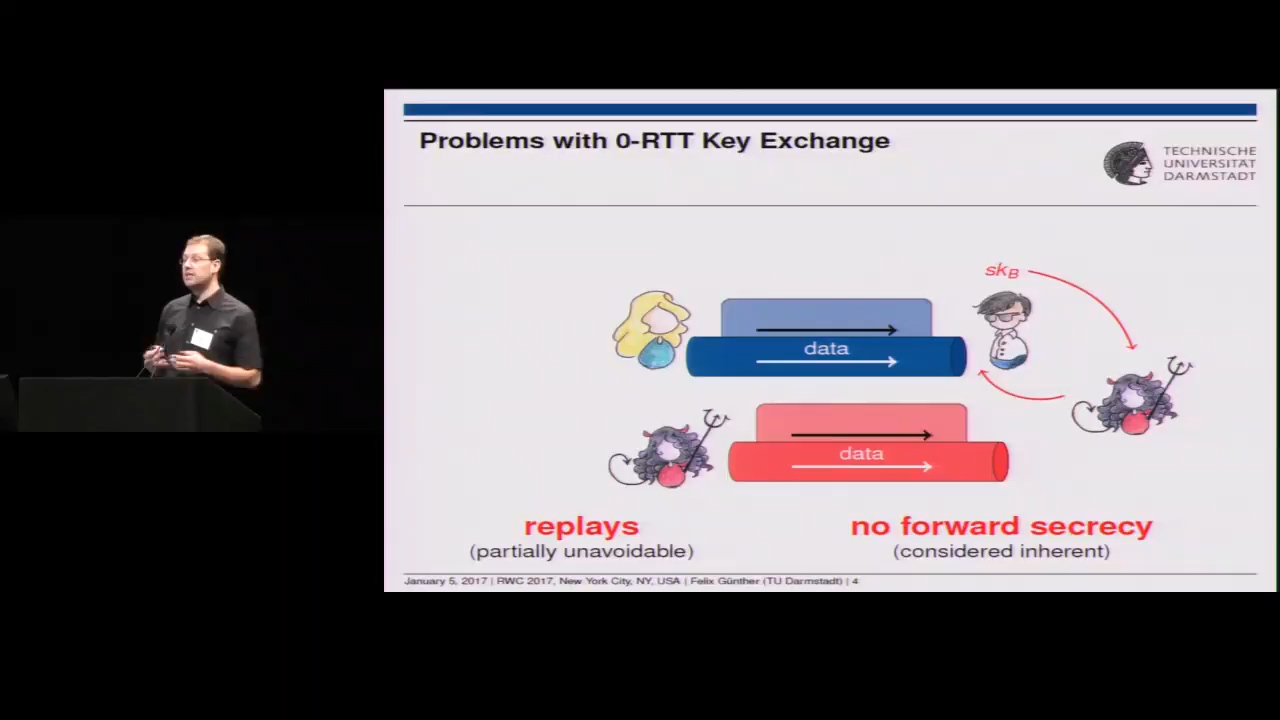 Problems with 0-RTT Key Exchange
TECHNISCHE
UNIVERSITÄT
DARMSTADT
skB
data
data
replays
(partially unavoidable)
no forward secrecy
(considered inherent)
January 5, 2017 | RWC 2017, New York City, NY, USA | Felix Günther (TU Darmstadt) | 4